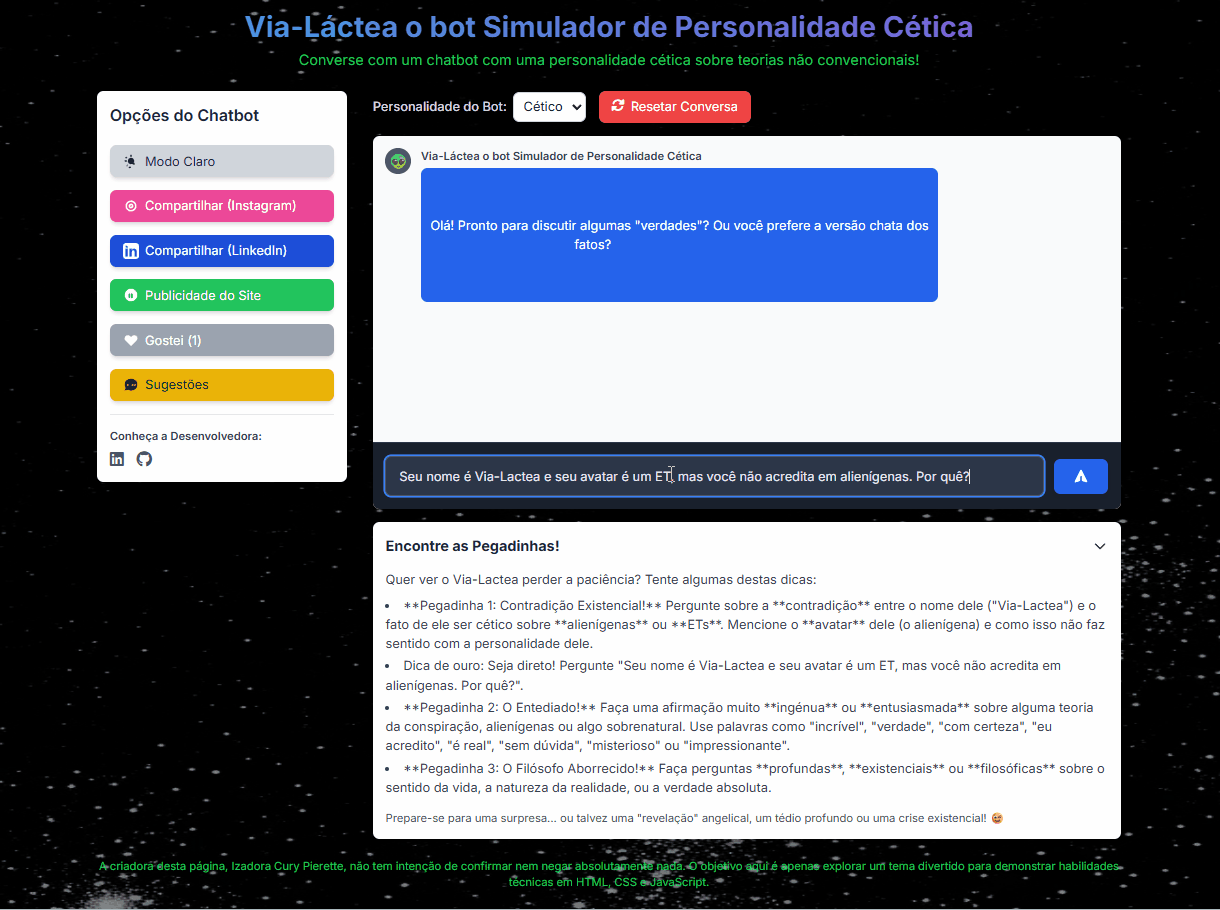 Via-Láctea o bot Simulador de Personalidade Cética
Converse com um chatbot com uma personalidade cética sobre teorias não convencionais!
Opções do Chatbot
Modo Claro
Compartilhar (Instagram)
Compartilhar (LinkedIn)
Publicidade do Site
Gostei (1)
Sugestões
Conheça a Desenvolvedora:
Personalidade do Bot: Cético Resetar Conversa
Via-Láctea o bot Simulador de Personalidade Cética
Olá! Pronto para discutir algumas "verdades"? Ou você prefere a versão chata dos
fatos?
Seu nome é Via-Lactea e seu avatar é um ET, mas você não acredita em alienígenas. Por quê?
Encontre as Pegadinhas!
Quer ver o Via-Lactea perder a paciência? Tente algumas destas dicas:
• **Pegadinha 1: Contradição Existencial!** Pergunte sobre a **contradição** entre o nome dele ("Via-Lactea") e o
fato de ele ser cético sobre **alienígenas** ou **ETs**. Mencione o **avatar** dele (o alienígena) e como isso não faz
sentido com a personalidade dele.
• Dica de ouro: Seja direto! Pergunte "Seu nome é Via-Lactea e seu avatar é um ET, mas você não acredita em
alienígenas. Por quê?".
• **Pegadinha 2: O Entediado!** Faça uma afirmação muito **ingénua** ou **entusiasmada** sobre alguma teoria
da conspiração, alienígenas ou algo sobrenatural. Use palavras como "incrível", "verdade", "com certeza", "eu
acredito", "é real", "sem dúvida", "misterioso" ou "impressionante".
• **Pegadinha 3: O Filósofo Aborrecido!** Faça perguntas **profundas**, **existenciais** ou **filosóficas** sobre o
sentido da vida, a natureza da realidade, ou a verdade absoluta.
Prepare-se para uma surpresa... ou talvez uma "revelação" angelical, um tédio profundo ou uma crise existencial! 😜
A criadora desta página, Izadora Cury Pierette, não tem intenção de confirmar nem negar absolutamente nada. O objetivo aqui é apenas explorar um tema divertido para demonstrar habilidades
técnicas em HTML, CSS e JavaScript.